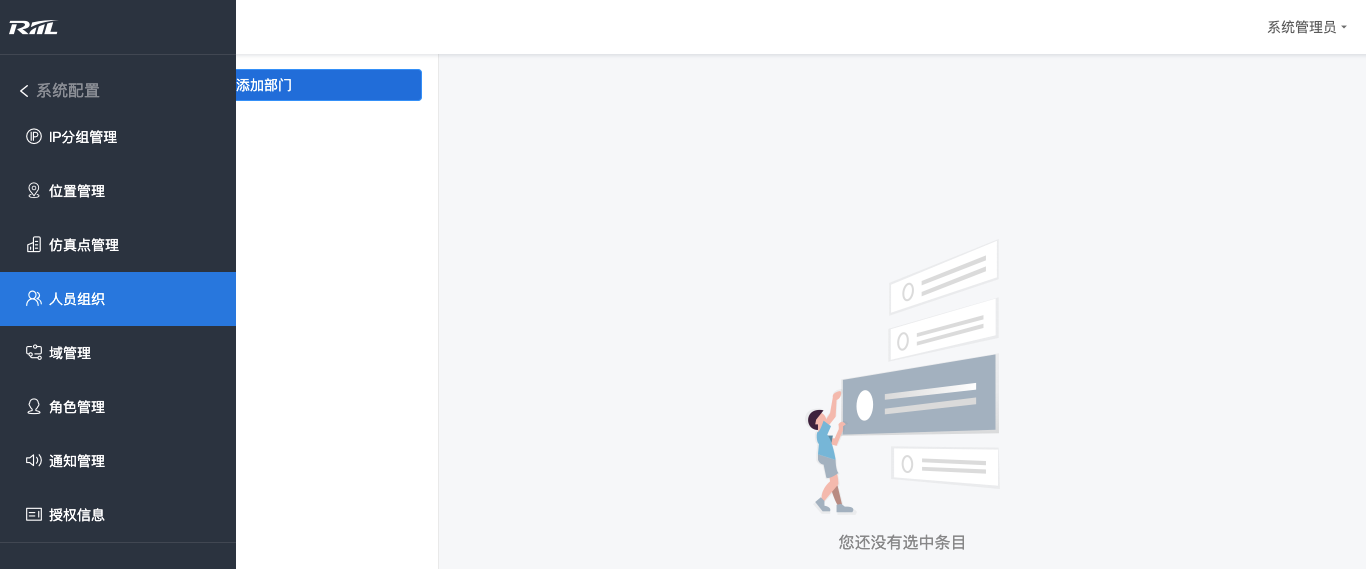 RIIL
系统管理员
系统配置
添加部门
IP分组管理
位置管理
仿真点管理
人员组织
域管理
角色管理
通知管理
授权信息
您还没有选中条目